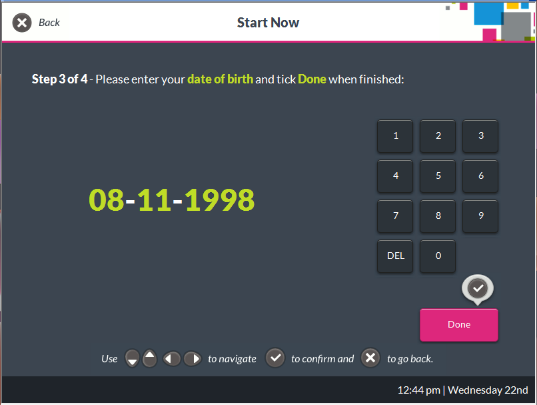 Back
Start Now
Step 3 of 4 - Please enter your date of birth and tick Done when finished:
1 2 3
4 5 6
08-11-1998
7 8 9
DEL 0
Done
Use to navigate to confirm and to go back.
12:44 pm | Wednesday 22nd